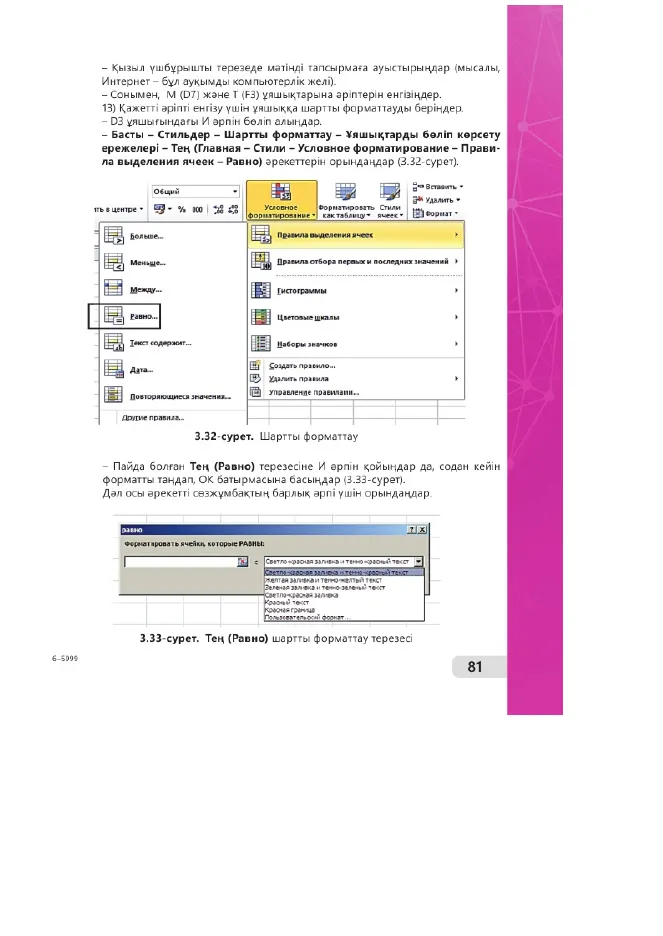 – Қызыл үшбұрышты терезеде мәтінді тапсырмаға ауыстырыңдар (мысалы,
Интернет – бұл ауқымды компьютерлік желі).
– Сонымен, М (D7) және Т (F3) ұяшықтарына әріптерін енгізіңдер.
13) Қажетті әріпті енгізу үшін ұяшыққа шартты форматтауды беріңдер.
– D3 ұяшығындағы И әрпін бөліп алыңдар.
– Басты – Стильдер – Шартты форматтау – Ұяшықтарды бөліп көрсету
ережелері – Тең (Главная – Стили – Условное форматирование – Прави-
ла выделения ячеек – Равно) әрекеттерін орындаңдар (3.32-сурет).
Общий
ть в центре
% 000
Условное
форматирование
Форматировать
как таблицу
Стили
ячеек
Вставить
Удалить
Формат
Больше...
Меньше...
Между...
Равно...
Текст содержит...
Дата...
Повторяющиеся значения...
Другие правила...
Правила выделения ячеек
Правила отбора первых и последних значений
Гистограммы
Цветовые шкалы
Наборы значков
Создать правило...
Удалить правила
Управление правилами...
3.32-сурет. Шартты форматтау
– Пайда болған Тең (Равно) терезесіне И әрпін қойыңдар да, содан кейін
форматты таңдап, ОК батырмасына басыңдар (3.33-сурет).
Дәл осы әрекетті сөзжұмбақтың барлық әрпі үшін орындаңдар.
равно
? X
Форматировать ячейки, которые РАВНЫ:
с
Светло-красная заливка и темно-красный текст
Светло-красная заливка и темно-красный текст
Желтая заливка и темно-желтый текст
Зеленая заливка и темно-зеленый текст
Светло-красная заливка
Красный текст
Красная граница
Пользовательский формат...
3.33-сурет. Тең (Равно) шартты форматтау терезесі
6–5999
81